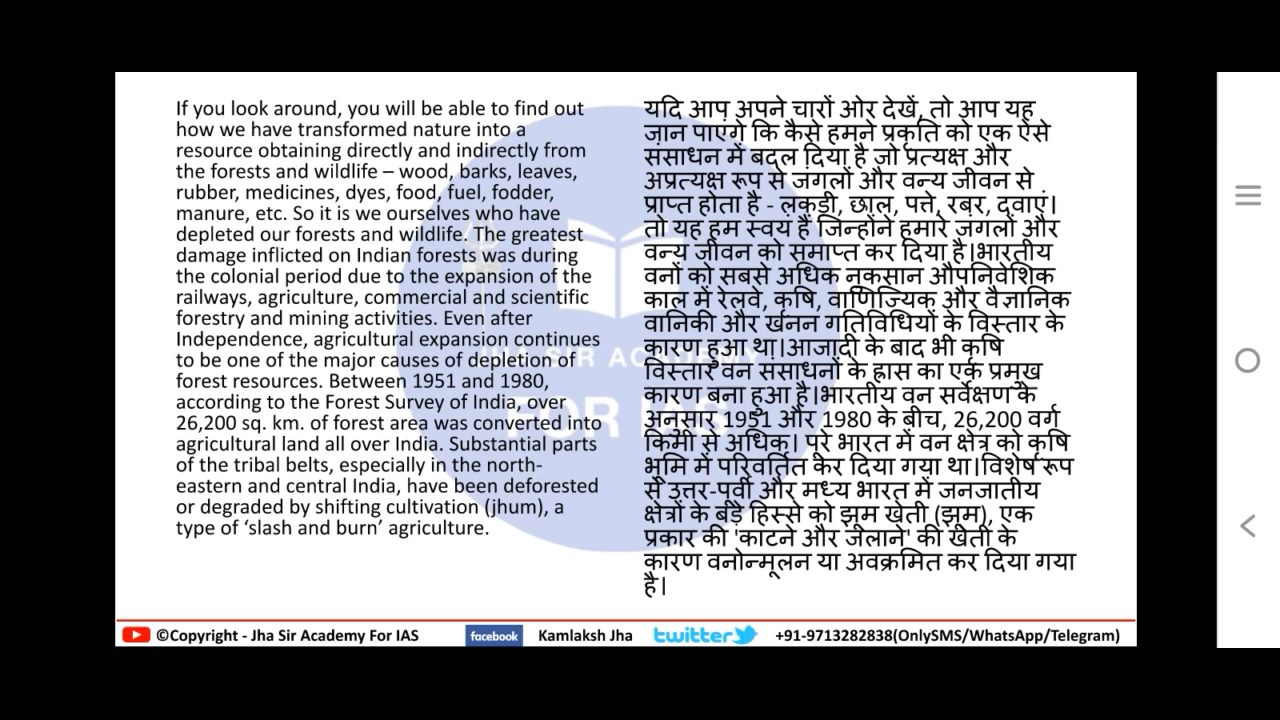 If you look around, you will be able to find out
how we have transformed nature into a
resource obtaining directly and indirectly from
the forests and wildlife – wood, barks, leaves,
rubber, medicines, dyes, food, fuel, fodder,
manure, etc. So it is we ourselves who have
depleted our forests and wildlife. The greatest
damage inflicted on Indian forests was during
the colonial period due to the expansion of the
railways, agriculture, commercial and scientific
forestry and mining activities. Even after
Independence, agricultural expansion continues
to be one of the major causes of depletion of
forest resources. Between 1951 and 1980,
according to the Forest Survey of India, over
26,200 sq. km. of forest area was converted into
agricultural land all over India. Substantial parts
of the tribal belts, especially in the north-
eastern and central India, have been deforested
or degraded by shifting cultivation (jhum), a
type of ‘slash and burn’ agriculture.
यदि आप अपने चारों ओर देखें, तो आप यह
जान पाएंगे कि कैसे हमने प्रकृति को एक ऐसे
संसाधन में बदल दिया है जो प्रत्यक्ष और
अप्रत्यक्ष रूप से जंगलों और वन्य जीवन से
प्राप्त होता है - लकड़ी, छाल, पत्ते, रबर, दवाएं।
तो यह हम स्वयं हैं जिन्होंने हमारे जंगलों और
वन्य जीवन को समाप्त कर दिया है।भारतीय
वनों को सबसे अधिक नुकसान औपनिवेशिक
काल में रेलवे, कृषि, वाणिज्यिक और वैज्ञानिक
वानिकी और खनन गतिविधियों के विस्तार के
कारण हुआ था।आजादी के बाद भी कृषि
विस्तार वन संसाधनों के ह्रास का एक प्रमुख
कारण बना हुआ है।भारतीय वन सर्वेक्षण के
अनुसार 1951 और 1980 के बीच, 26,200 वर्ग
किमी से अधिक। पूरे भारत में वन क्षेत्र को कृषि
भूमि में परिवर्तित कर दिया गया था।विशेष रूप
से उत्तर-पूर्वी और मध्य भारत में जनजातीय
क्षेत्रों के बड़े हिस्से को झूम खेती (झूम), एक
प्रकार की 'काटने और जलाने' की खेती के
कारण वनोन्मूलन या अवक्रमित कर दिया गया
है।
JHA SIR ACADEMY
FOR IAS
©Copyright - Jha Sir Academy For IAS
facebook
Kamlaksh Jha
twitter
+91-9713282838(OnlySMS/WhatsApp/Telegram)